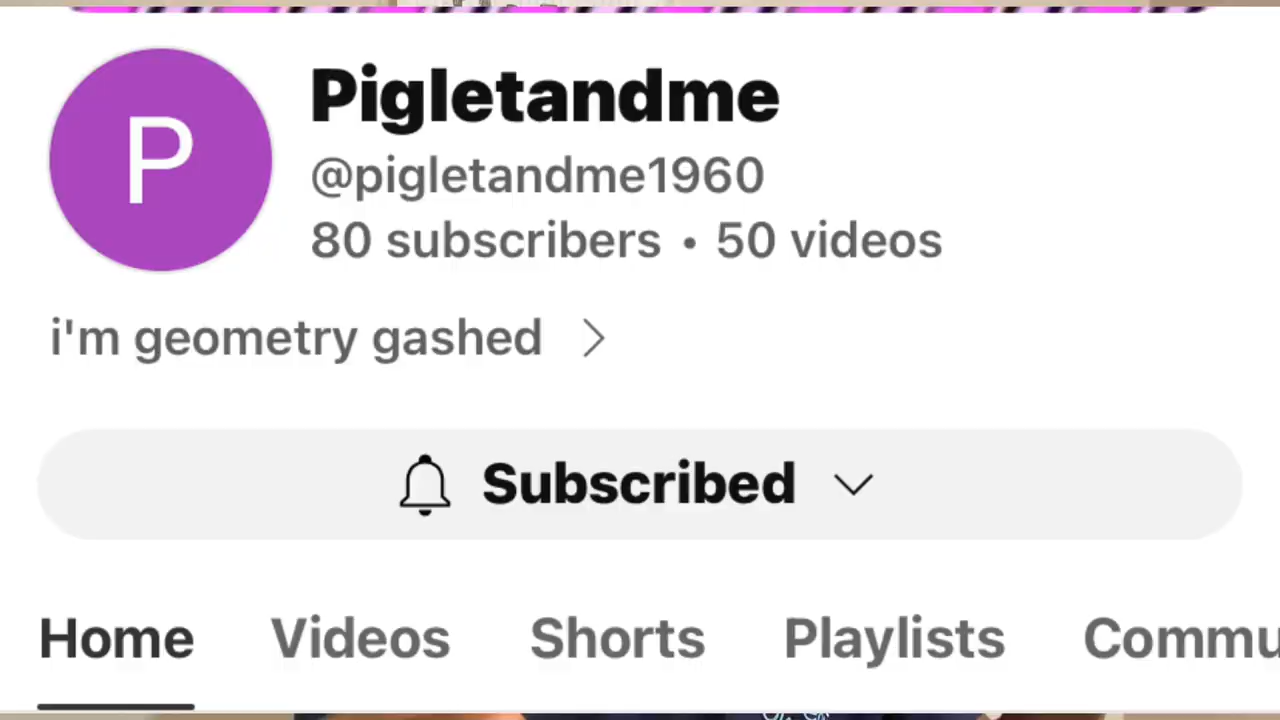 P
Pigletandme
@pigletandme1960
80 subscribers • 50 videos
i'm geometry gashed
Subscribed
Home Videos Shorts Playlists Commu